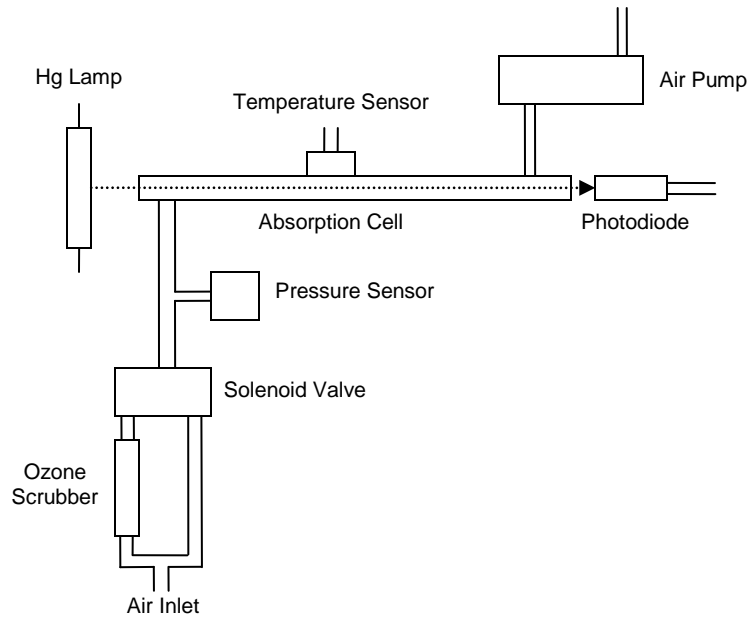 Hg Lamp
Temperature Sensor
Air Pump
Absorption Cell
Photodiode
Pressure Sensor
Solenoid Valve
Ozone
Scrubber
Air Inlet